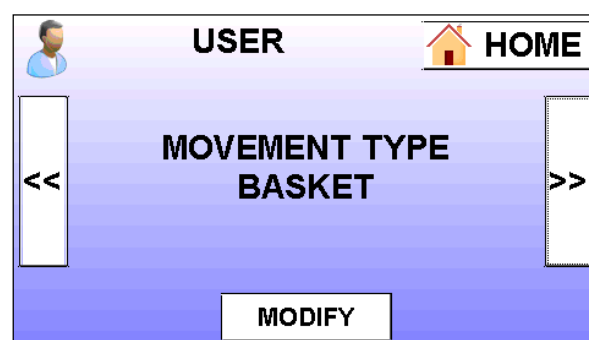 USER
HOME
MOVEMENT TYPE
BASKET
<<
>>
MODIFY